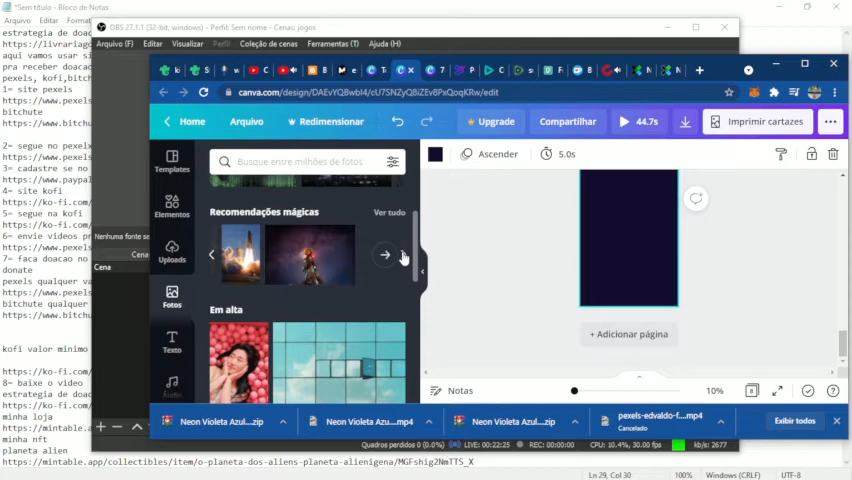 *Sem título - Bloco de Notas
Arquivo Editar Format
estrategia de doac
https://livrariago
aqui vamos usar si
pra receber doacao
pexels, kofi,bitchute
1= site pexels
https://www.pexels
bitchute
https://www.bitchu
2= segue no pexelx
https://www.pexels
3= cadastre se no
https://www.paypal
4= site kofi
https://ko-fi.com/
5= segue na kofi
https://ko-fi.com/
6= envie videos pr
https://www.pexels
7= faca doacao no
donate
pexels qualquer va
https://www.pexels
bitchute qualquer
https://www.bitchu
kofi valor minimo
https://ko-fi.com/
8= baixe o video
estrategia de doac
https://ko-fi.com/
minha loja
https://mintable.a
minha nft
planeta alien
https://mintable.app/collectibles/item/o-planeta-dos-aliens-planeta-alienigena/MGFshig2NmTTS_X
OBS 27.1.1 (32-bit, windows) - Perfil: Sem nome - Cenas: jogos
Arquivo (F) Editar Visualizar Perfil Coleção de cenas Ferramentas (T) Ajuda (H)
Nenhuma fonte se
Cena
Cena
canva.com/design/DAEvYQBwbl4/cU7SNZyQBiZEv8PxQoqKRw/edit
Home Arquivo Redimensionar Upgrade Compartilhar 44.7s Imprimir cartazes
Templates
Elementos
Uploads
Fotos
Texto
Áudio
Busque entre milhões de fotos
Ascender 5.0s
Recomendações mágicas Ver tudo
Em alta
+ Adicionar página
Notas 10% 8
Neon Violeta Azul....zip Neon Violeta Azu....mp4 Neon Violeta Azul....zip pexels-edvaldo-f....mp4
Cancelado
Exibir todos
Quadros perdidos 0 (0.0%) LIVE: 00:22:25 REC: 00:00:00 CPU: 10.4%, 30.00 fps kb/s: 2677
Ln 29, Col 30 100% Windows (CRLF) UTF-8